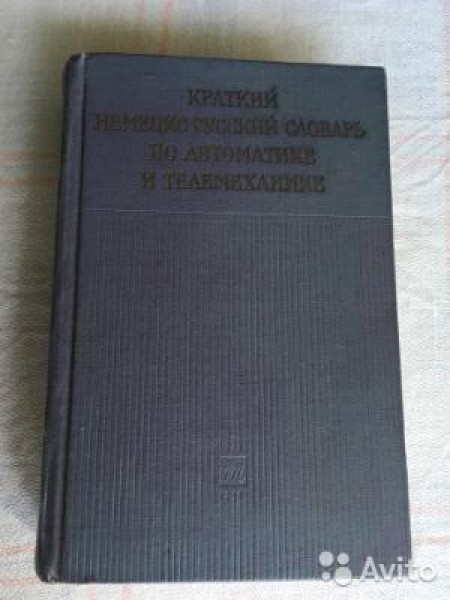 КРАТКИЙ
НЕМЕЦКО-РУССКИЙ СЛОВАРЬ
ПО АВТОМАТИКЕ
И ТЕЛЕМЕХАНИКЕ
Avito